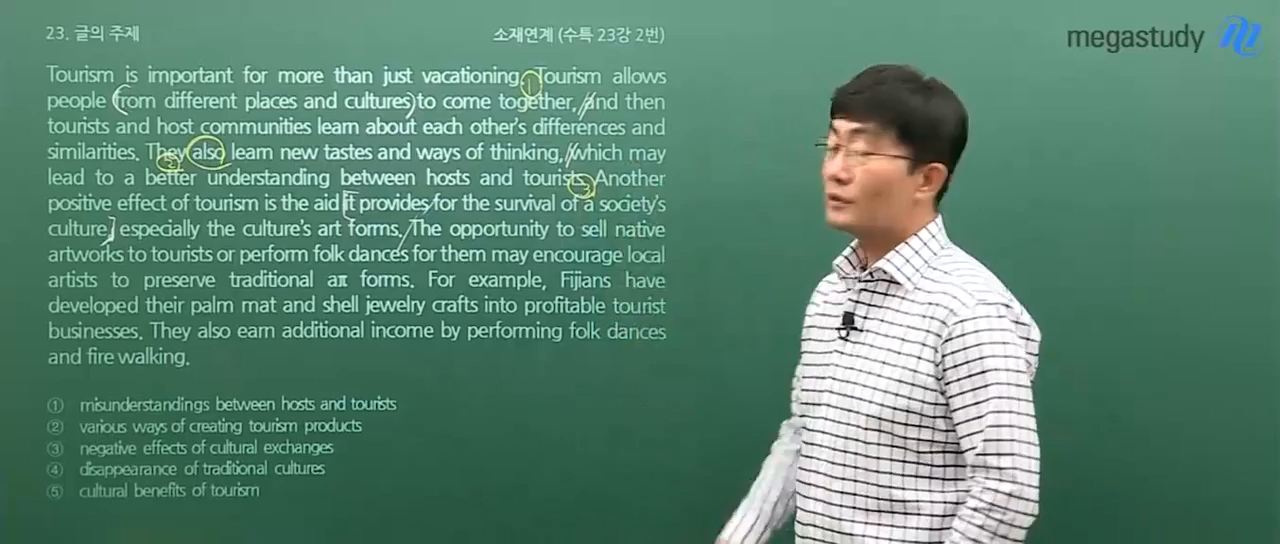 23. 글의 주제
소재연계 (수특 23강 2번)
megastudy
Tourism is important for more than just vacationing. Tourism allows
people from different places and cultures to come together, and then
tourists and host communities learn about each other's differences and
similarities. They also learn new tastes and ways of thinking, which may
lead to a better understanding between hosts and tourists. Another
positive effect of tourism is the aid it provides for the survival of a society's
culture, especially the culture's art forms. The opportunity to sell native
artworks to tourists or perform folk dances for them may encourage local
artists to preserve traditional art forms. For example, Fijians have
developed their palm mat and shell jewelry crafts into profitable tourist
businesses. They also earn additional income by performing folk dances
and fire walking.
① misunderstandings between hosts and tourists
② various ways of creating tourism products
③ negative effects of cultural exchanges
④ disappearance of traditional cultures
⑤ cultural benefits of tourism